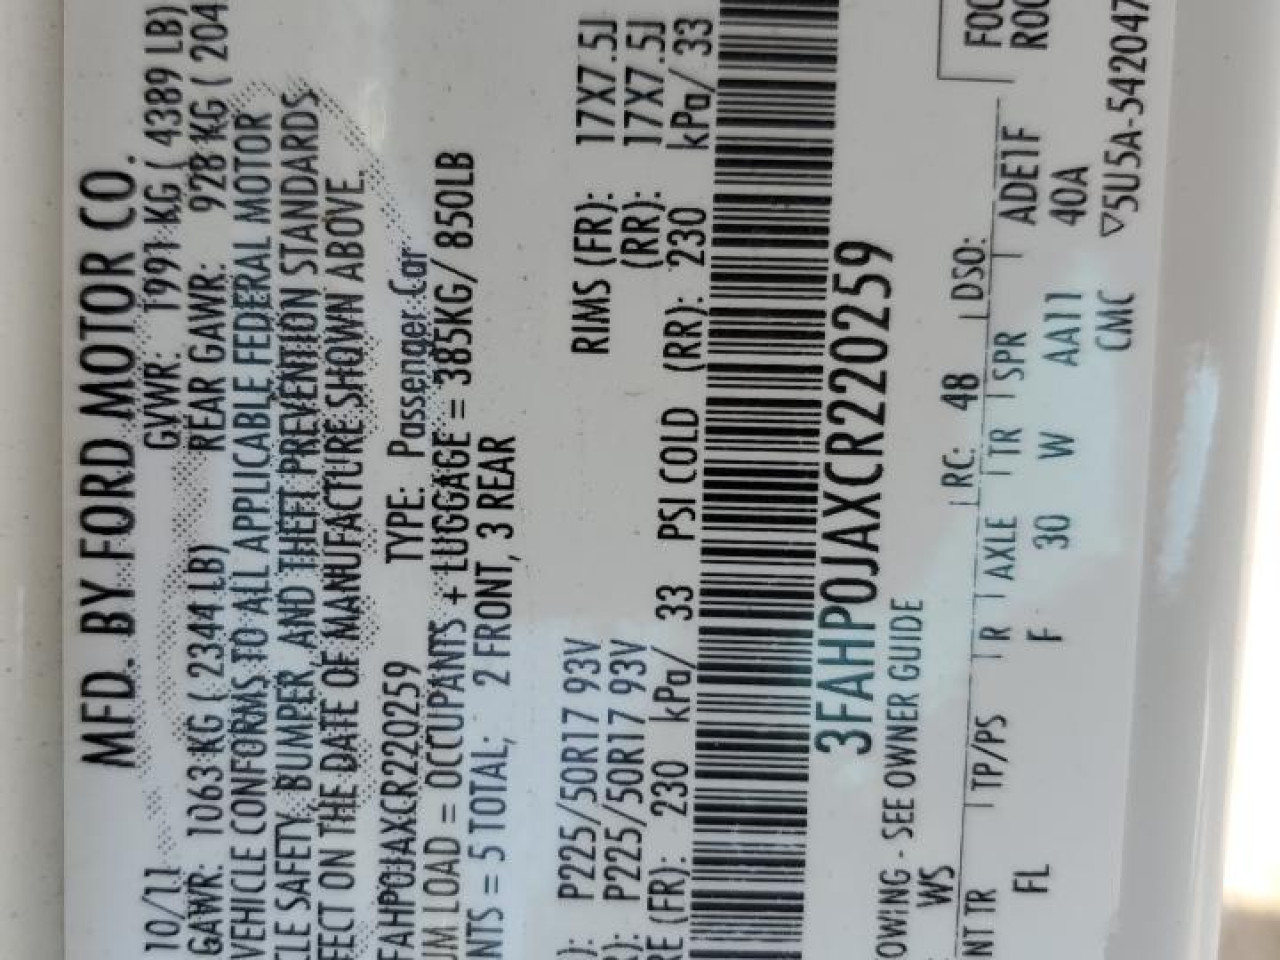 MFD. BY FORD MOTOR CO.
10/11 GVWR: 1991 KG ( 4389 LB)
GAWR: 1063 KG ( 2344 LB) REAR GAWR: 928 KG ( 204
VEHICLE CONFORMS TO ALL APPLICABLE FEDERAL MOTOR
CLE SAFETY, BUMPER, AND THEFT PREVENTION STANDARDS
FECT ON THE DATE OF MANUFACTURE SHOWN ABOVE.
FAHP0JAXCR220259 TYPE: Passenger Car
UM LOAD = OCCUPANTS + LUGGAGE = 385KG/ 850LB
NTS = 5 TOTAL; 2 FRONT, 3 REAR
): P225/50R17 93V RIMS (FR): 17X7.5J
R): P225/50R17 93V (RR): 17X7.5J
RE (FR): 230 kPa/ 33 PSI COLD (RR): 230 kPa/ 33
3FAHP0JAXCR220259
OWING - SEE OWNER GUIDE
WS RC: 48 DSO:
NT TR TP/PS R AXLE TR SPR ADE1F F00
R00
FL F 30 W AA11 40A
CMC ▽5U5A-542047